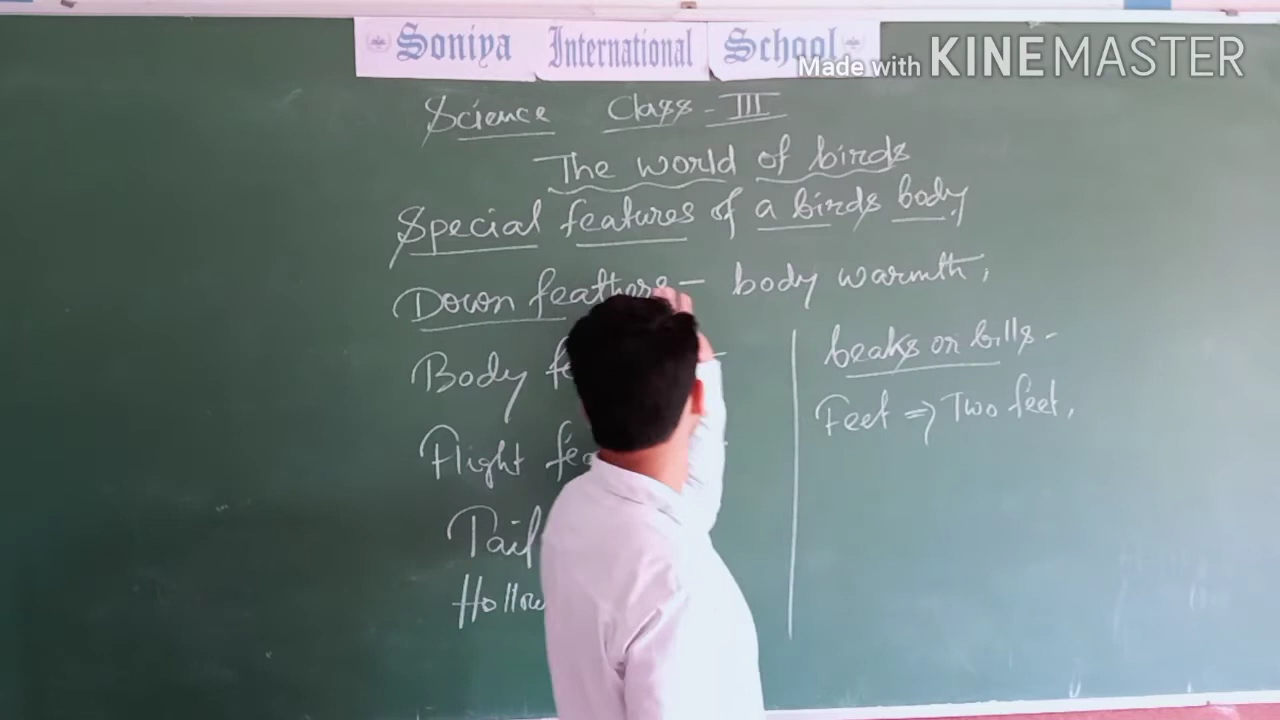 Soniya International School
Made with KINEMASTER
Science Class - III
The world of birds
Special features of a birds body
Down feathers - body warmth,
Body
Flight
Tail
beaks or bills -
Feet => Two feet,